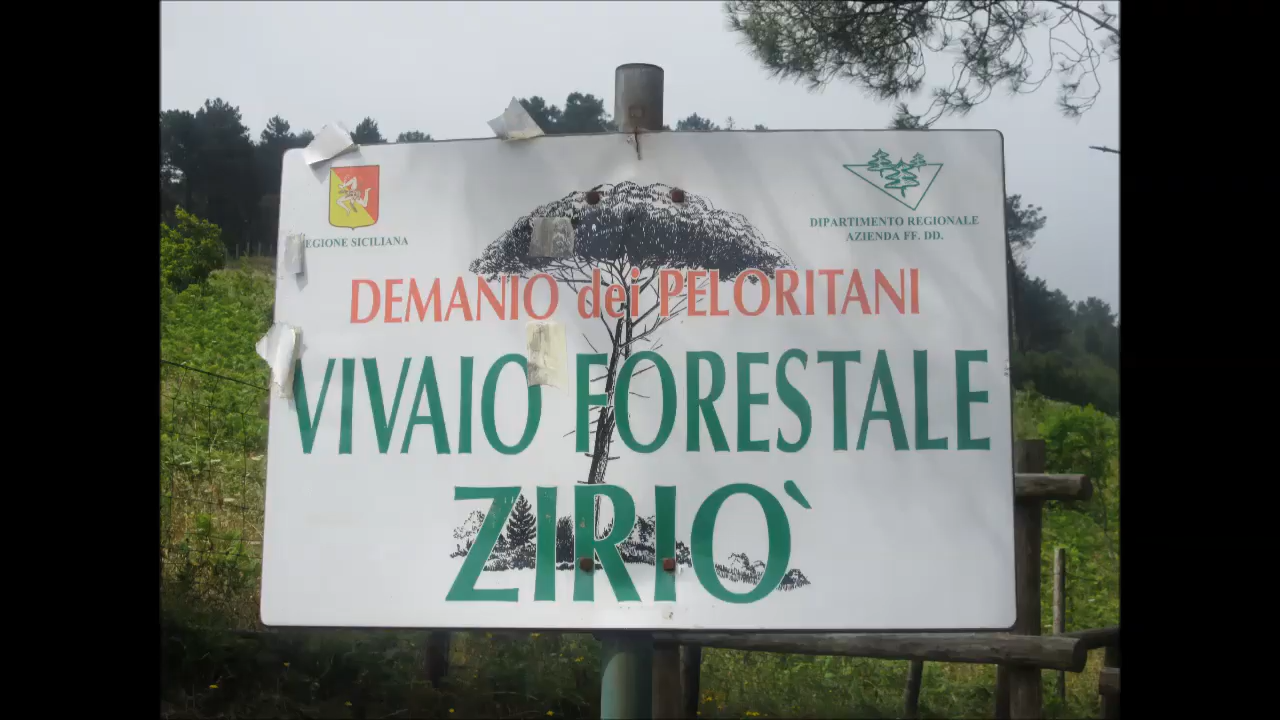 REGIONE SICILIANA
DIPARTIMENTO REGIONALE
AZIENDA FF. DD.
DEMANIO dei PELORITANI
VIVAIO FORESTALE
ZIRIO`